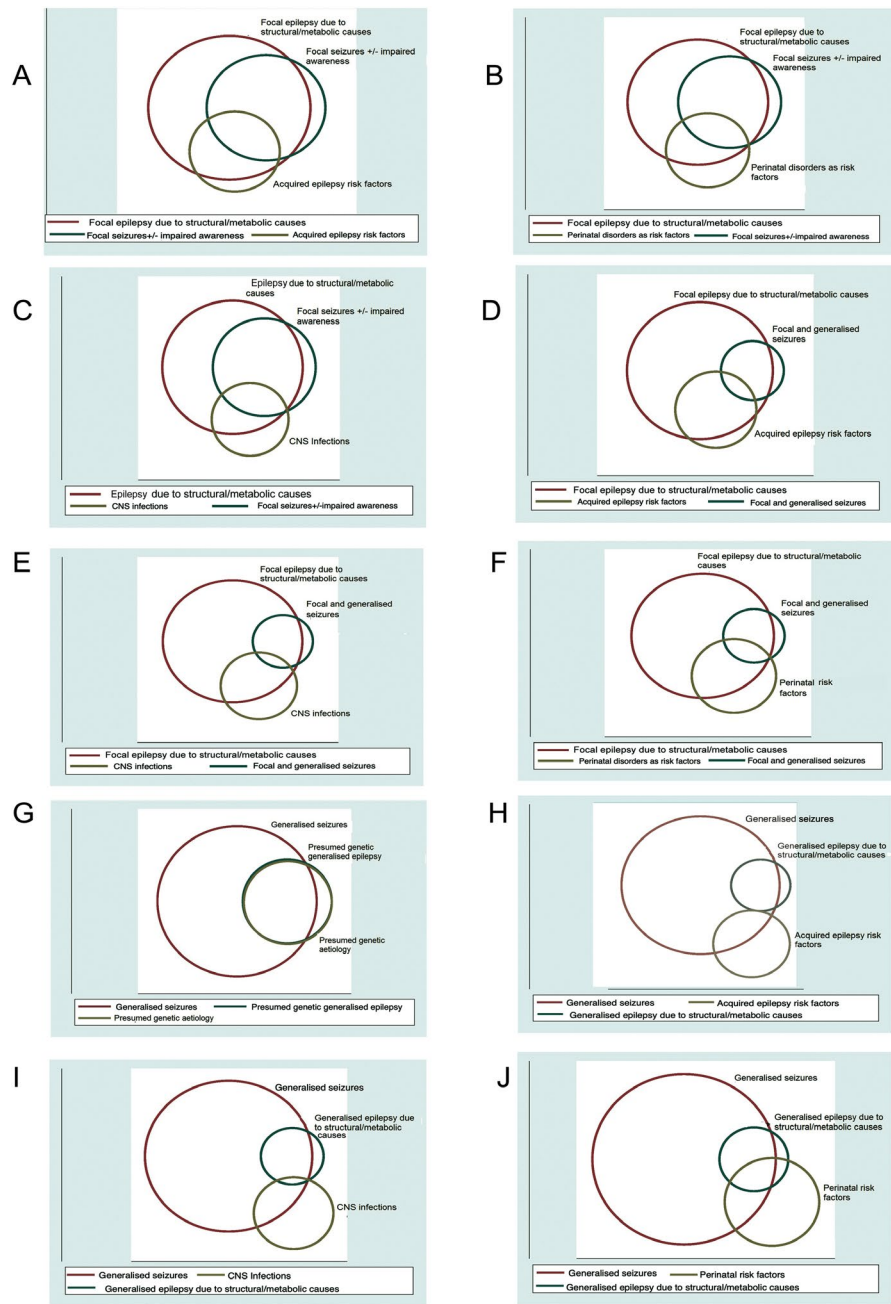 A
Focal epilepsy due to
structural/metabolic causes
Focal seizures +/- impaired
awareness
Acquired epilepsy risk factors
Focal epilepsy due to structural/metabolic causes
Focal seizures+/- impaired awareness Acquired epilepsy risk factors
B
Focal epilepsy due to
structural/metabolic causes
Focal seizures +/- impaired
awareness
Perinatal disorders as risk
factors
Focal epilepsy due to structural/metabolic causes
Perinatal disorders as risk factors Focal seizures+/-impaired awareness
C
Epilepsy due to structural/metabolic
causes
Focal seizures +/- impaired
awareness
CNS Infections
Epilepsy due to structural/metabolic causes
CNS infections Focal seizures+/-impaired awareness
D
Focal epilepsy due to structural/metabolic causes
Focal and generalised
seizures
Acquired epilepsy risk factors
Focal epilepsy due to structural/metabolic causes
Acquired epilepsy risk factors Focal and generalised seizures
E
Focal epilepsy due to
structural/metabolic causes
Focal and generalised
seizures
CNS infections
Focal epilepsy due to structural/metabolic causes
CNS infections Focal and generalised seizures
F
Focal epilepsy due to structural/metabolic
causes
Focal and generalised
seizures
Perinatal risk
factors
Focal epilepsy due to structural/metabolic causes
Perinatal disorders as risk factors Focal and generalised seizures
G
Generalised seizures
Presumed genetic
generalised epilepsy
Presumed genetic
aetiology
Generalised seizures Presumed genetic generalised epilepsy
Presumed genetic aetiology
H
Generalised seizures
Generalised epilepsy due to
structural/metabolic causes
Acquired epilepsy risk
factors
Generalised seizures Acquired epilepsy risk factors
Generalised epilepsy due to structural/metabolic causes
I
Generalised seizures
Generalised epilepsy due
to structural/metabolic
causes
CNS infections
Generalised seizures CNS Infections
Generalised epilepsy due to structural/metabolic causes
J
Generalised seizures
Generalised epilepsy due to
structural/metabolic causes
Perinatal risk
factors
Generalised seizures Perinatal risk factors
Generalised epilepsy due to structural/metabolic causes